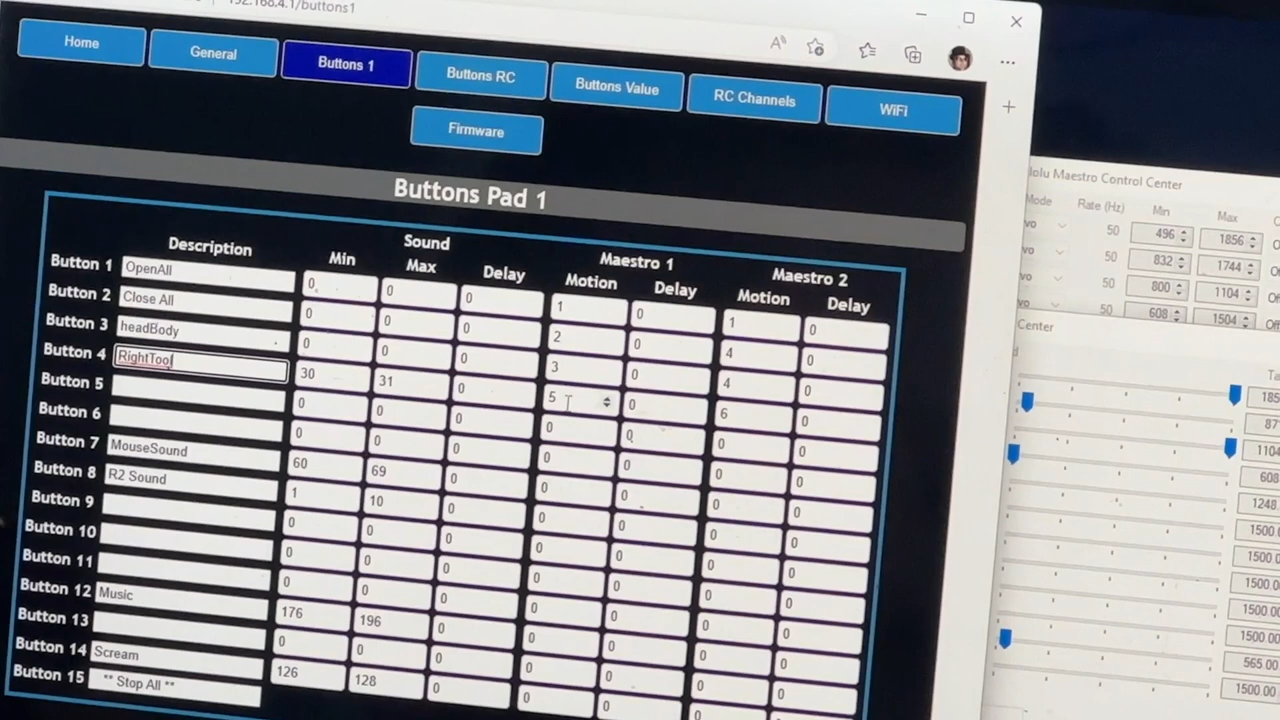 192.168.4.1/buttons1
Home General Buttons 1 Buttons RC Buttons Value RC Channels WiFi
Firmware
Buttons Pad 1
Sound Maestro 1 Maestro 2
Description Min Max Delay Motion Delay Motion Delay
Button 1 OpenAll 0 0 0 1 0 1 0
Button 2 Close All 0 0 0 2 0 4 0
Button 3 headBody 0 0 0 3 0 4 0
Button 4 RightTool 30 31 0 5 0 6 0
Button 5 0 0 0 0 0 0 0
Button 6 0 0 0 0 0 0 0
Button 7 MouseSound 60 69 0 0 0 0 0
Button 8 R2 Sound 1 10 0 0 0 0 0
Button 9 0 0 0 0 0 0 0
Button 10 0 0 0 0 0 0 0
Button 11 0 0 0 0 0 0 0
Button 12 Music 176 196 0 0 0 0 0
Button 13 0 0 0 0 0 0 0
Button 14 Scream 126 128 0 0 0 0
Button 15 ** Stop All **
lolu Maestro Control Center
Mode Rate (Hz) Min Max
vo 50 496 1856
vo 50 832 1744
vo 50 800 1104
vo 50 608 1504
Center
Ta
185
87
1104
608
1248
1500
1500.0
1500.0
1500.00
1500.00
565.00
1500.00